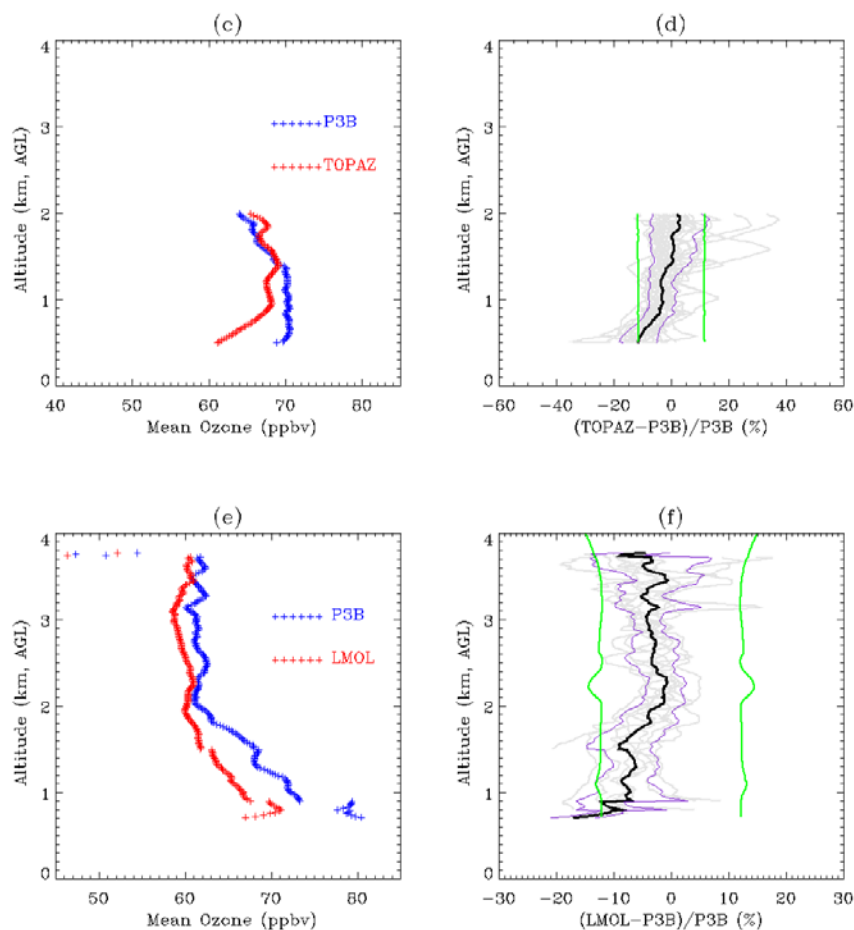 (c)
4
3
2
1
0
Altitude (km, AGL)
P3B
TOPAZ
40 50 60 70 80
Mean Ozone (ppbv)
(d)
4
3
2
1
0
Altitude (km, AGL)
−60 −40 −20 0 20 40 60
(TOPAZ−P3B)/P3B (%)
(e)
4
3
2
1
0
Altitude (km, AGL)
P3B
LMOL
50 60 70 80
Mean Ozone (ppbv)
(f)
4
3
2
1
0
Altitude (km, AGL)
−30 −20 −10 0 10 20 30
(LMOL−P3B)/P3B (%)